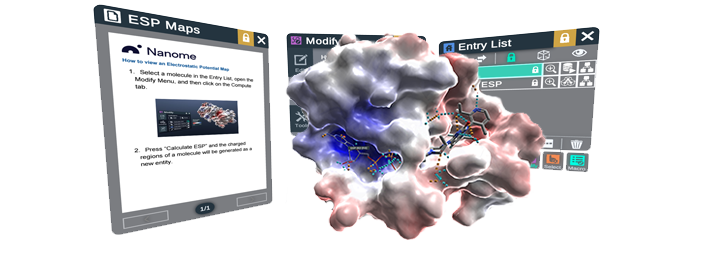 ESP Maps
Nanome
How to view an Electrostatic Potential Map
1. Select a molecule in the Entry List, open
the Modify Menu, and then click on the Compute
tab.
2. Press "Calculate ESP" and the charged
regions of a molecule will be generated as a
new entity.
1/1
Modify
Entry List
ESP
Select
Macro